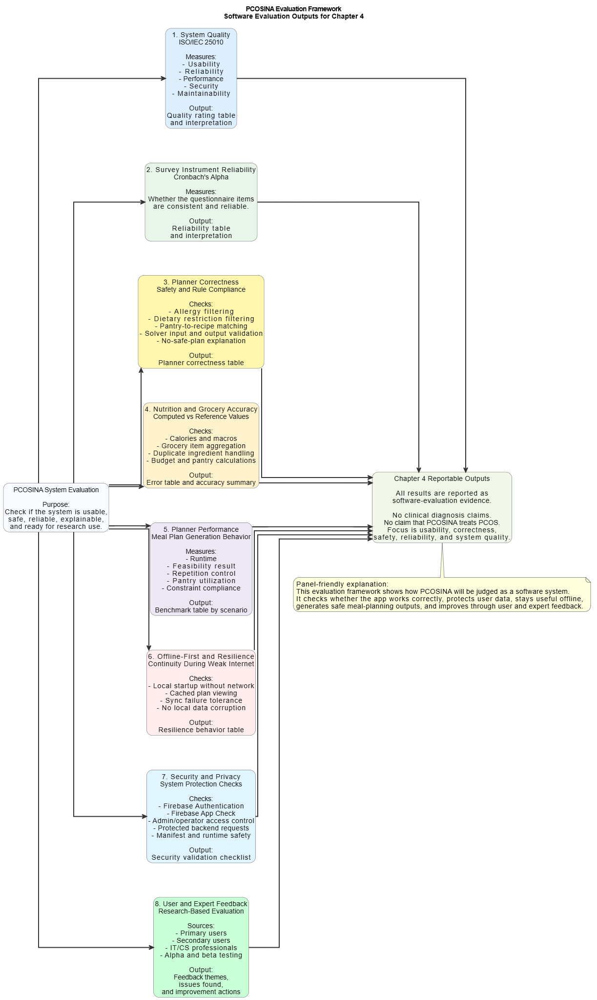 PCOSINA Evaluation Framework
Software Evaluation Outputs for Chapter 4
1. System Quality
ISO/IEC 25010
Measures:
- Usability
- Reliability
- Performance
- Security
- Maintainability
Output:
Quality rating table
and interpretation
2. Survey Instrument Reliability
Cronbach's Alpha
Measures:
Whether the questionnaire items
are consistent and reliable.
Output:
Reliability table
and interpretation
3. Planner Correctness
Safety and Rule Compliance
Checks:
- Allergy filtering
- Dietary restriction filtering
- Pantry-to-recipe matching
- Solver input and output validation
- No-safe-plan explanation
Output:
Planner correctness table
4. Nutrition and Grocery Accuracy
Computed vs Reference Values
Checks:
- Calories and macros
- Grocery item aggregation
- Duplicate ingredient handling
- Budget and pantry calculations
Output:
Error table and accuracy summary
PCOSINA System Evaluation
Purpose:
Check if the system is usable,
safe, reliable, explainable,
and ready for research use.
Chapter 4 Reportable Outputs
All results are reported as
software-evaluation evidence.
No clinical diagnosis claims.
No claim that PCOSINA treats PCOS.
Focus is usability, correctness,
safety, reliability, and system quality.
5. Planner Performance
Meal Plan Generation Behavior
Measures:
- Runtime
- Feasibility result
- Repetition control
- Pantry utilization
- Constraint compliance
Output:
Benchmark table by scenario
Panel-friendly explanation:
This evaluation framework shows how PCOSINA will be judged as a software system.
It checks whether the app works correctly, protects user data, stays useful offline,
generates safe meal-planning outputs, and improves through user and expert feedback.
6. Offline-First and Resilience
Continuity During Weak Internet
Checks:
- Local startup without network
- Cached plan viewing
- Sync failure tolerance
- No local data corruption
Output:
Resilience behavior table
7. Security and Privacy
System Protection Checks
Checks:
- Firebase Authentication
- Firebase App Check
- Admin/operator access control
- Protected backend requests
- Manifest and runtime safety
Output:
Security validation checklist
8. User and Expert Feedback
Research-Based Evaluation
Sources:
- Primary users
- Secondary users
- IT/CS professionals
- Alpha and beta testing
Output:
Feedback themes,
issues found,
and improvement actions